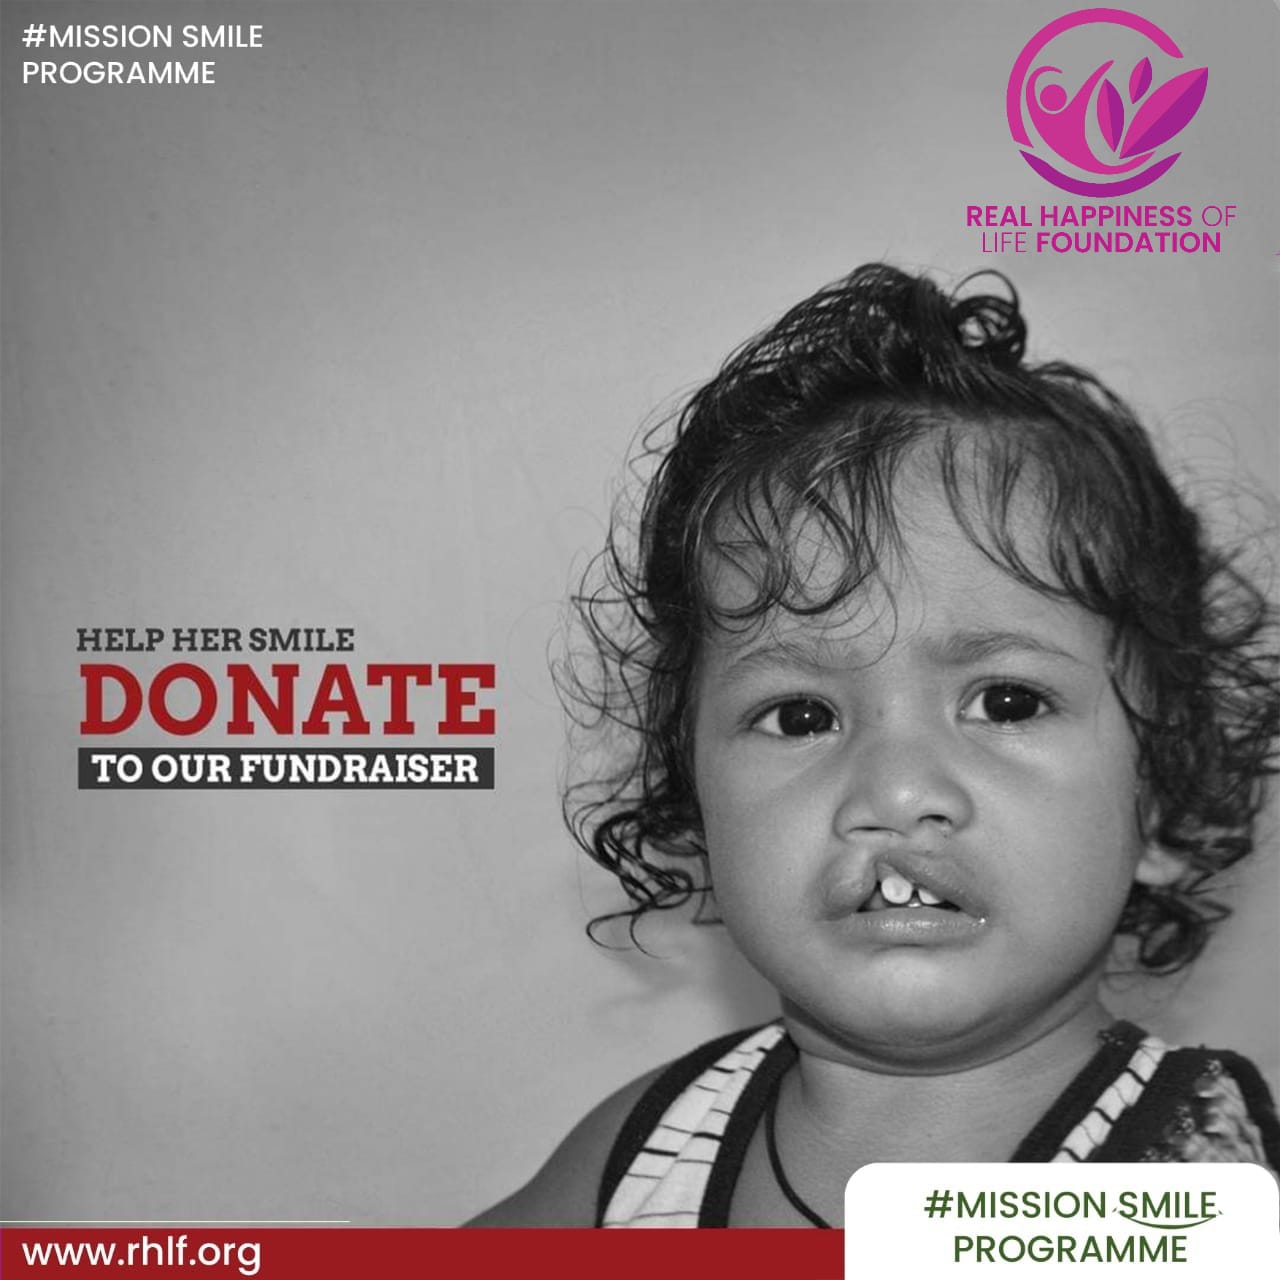 #MISSION SMILE
PROGRAMME
REAL HAPPINESS OF
LIFE FOUNDATION
HELP HER SMILE
DONATE
TO OUR FUNDRAISER
www.rhlf.org
#MISSION SMILE
PROGRAMME